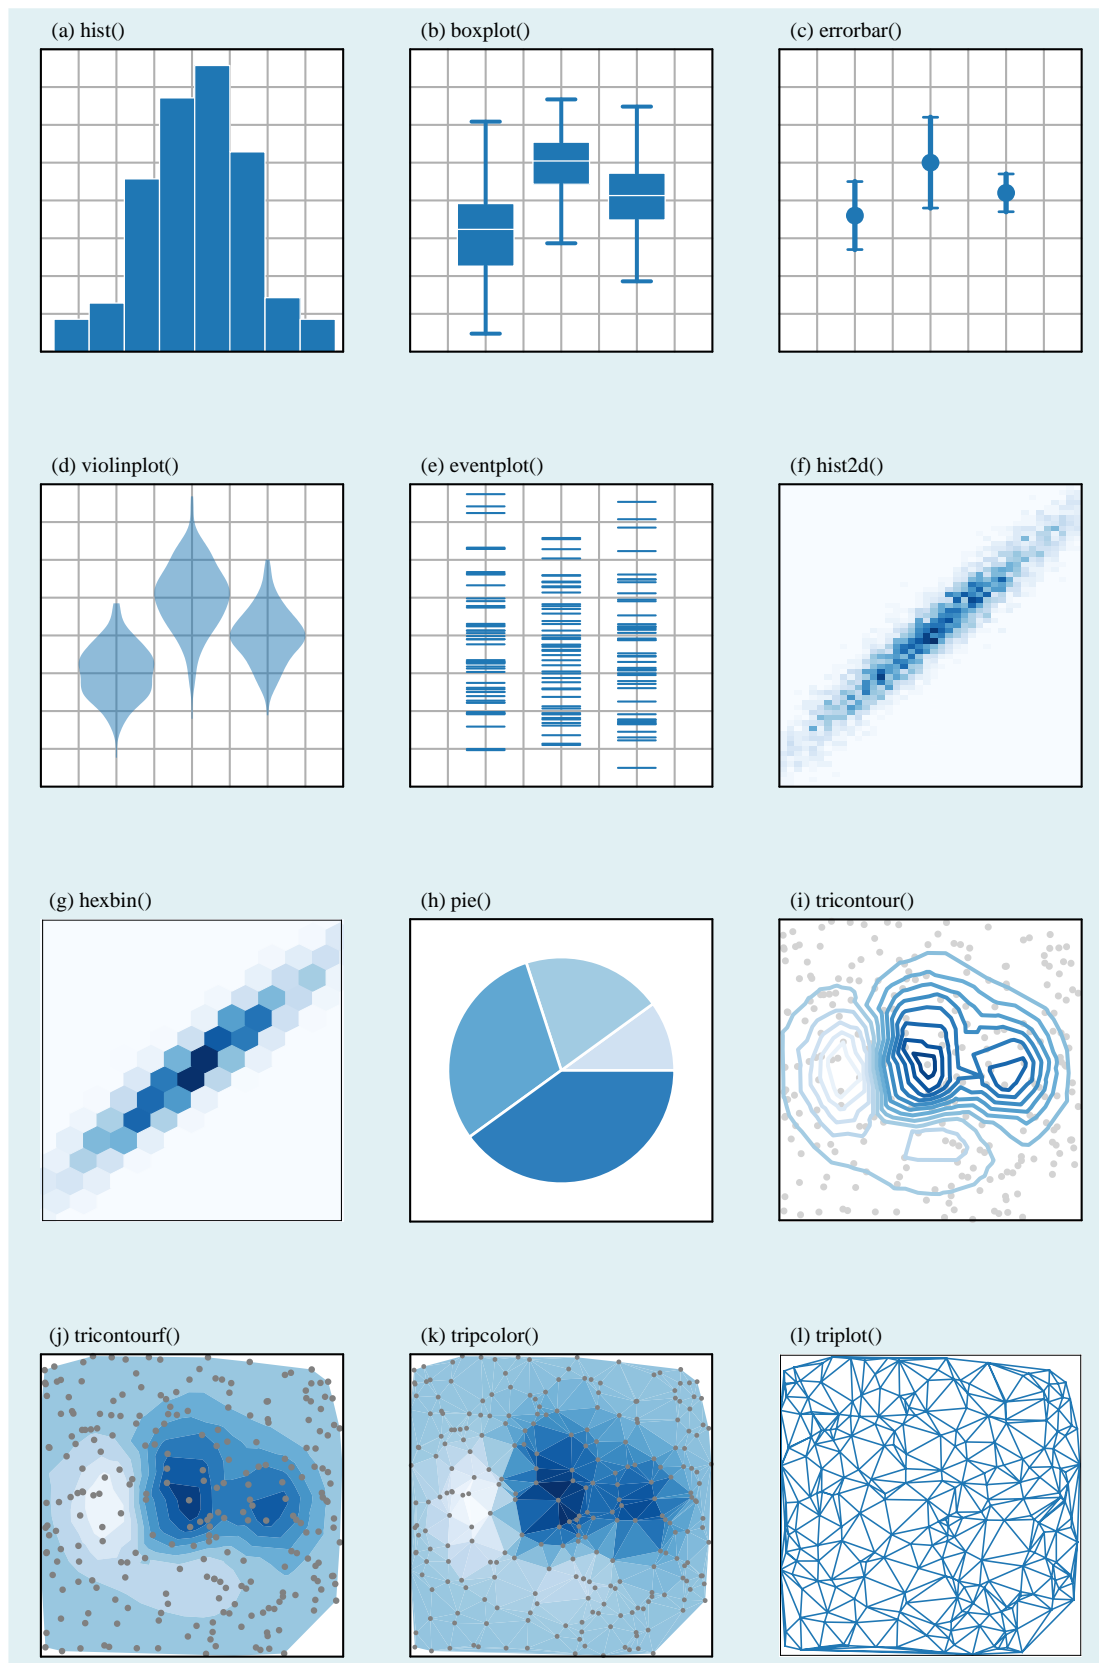 (a) hist()
(b) boxplot()
(c) errorbar()
(d) violinplot()
(e) eventplot()
(f) hist2d()
(g) hexbin()
(h) pie()
(i) tricontour()
(j) tricontourf()
(k) tripcolor()
(l) triplot()